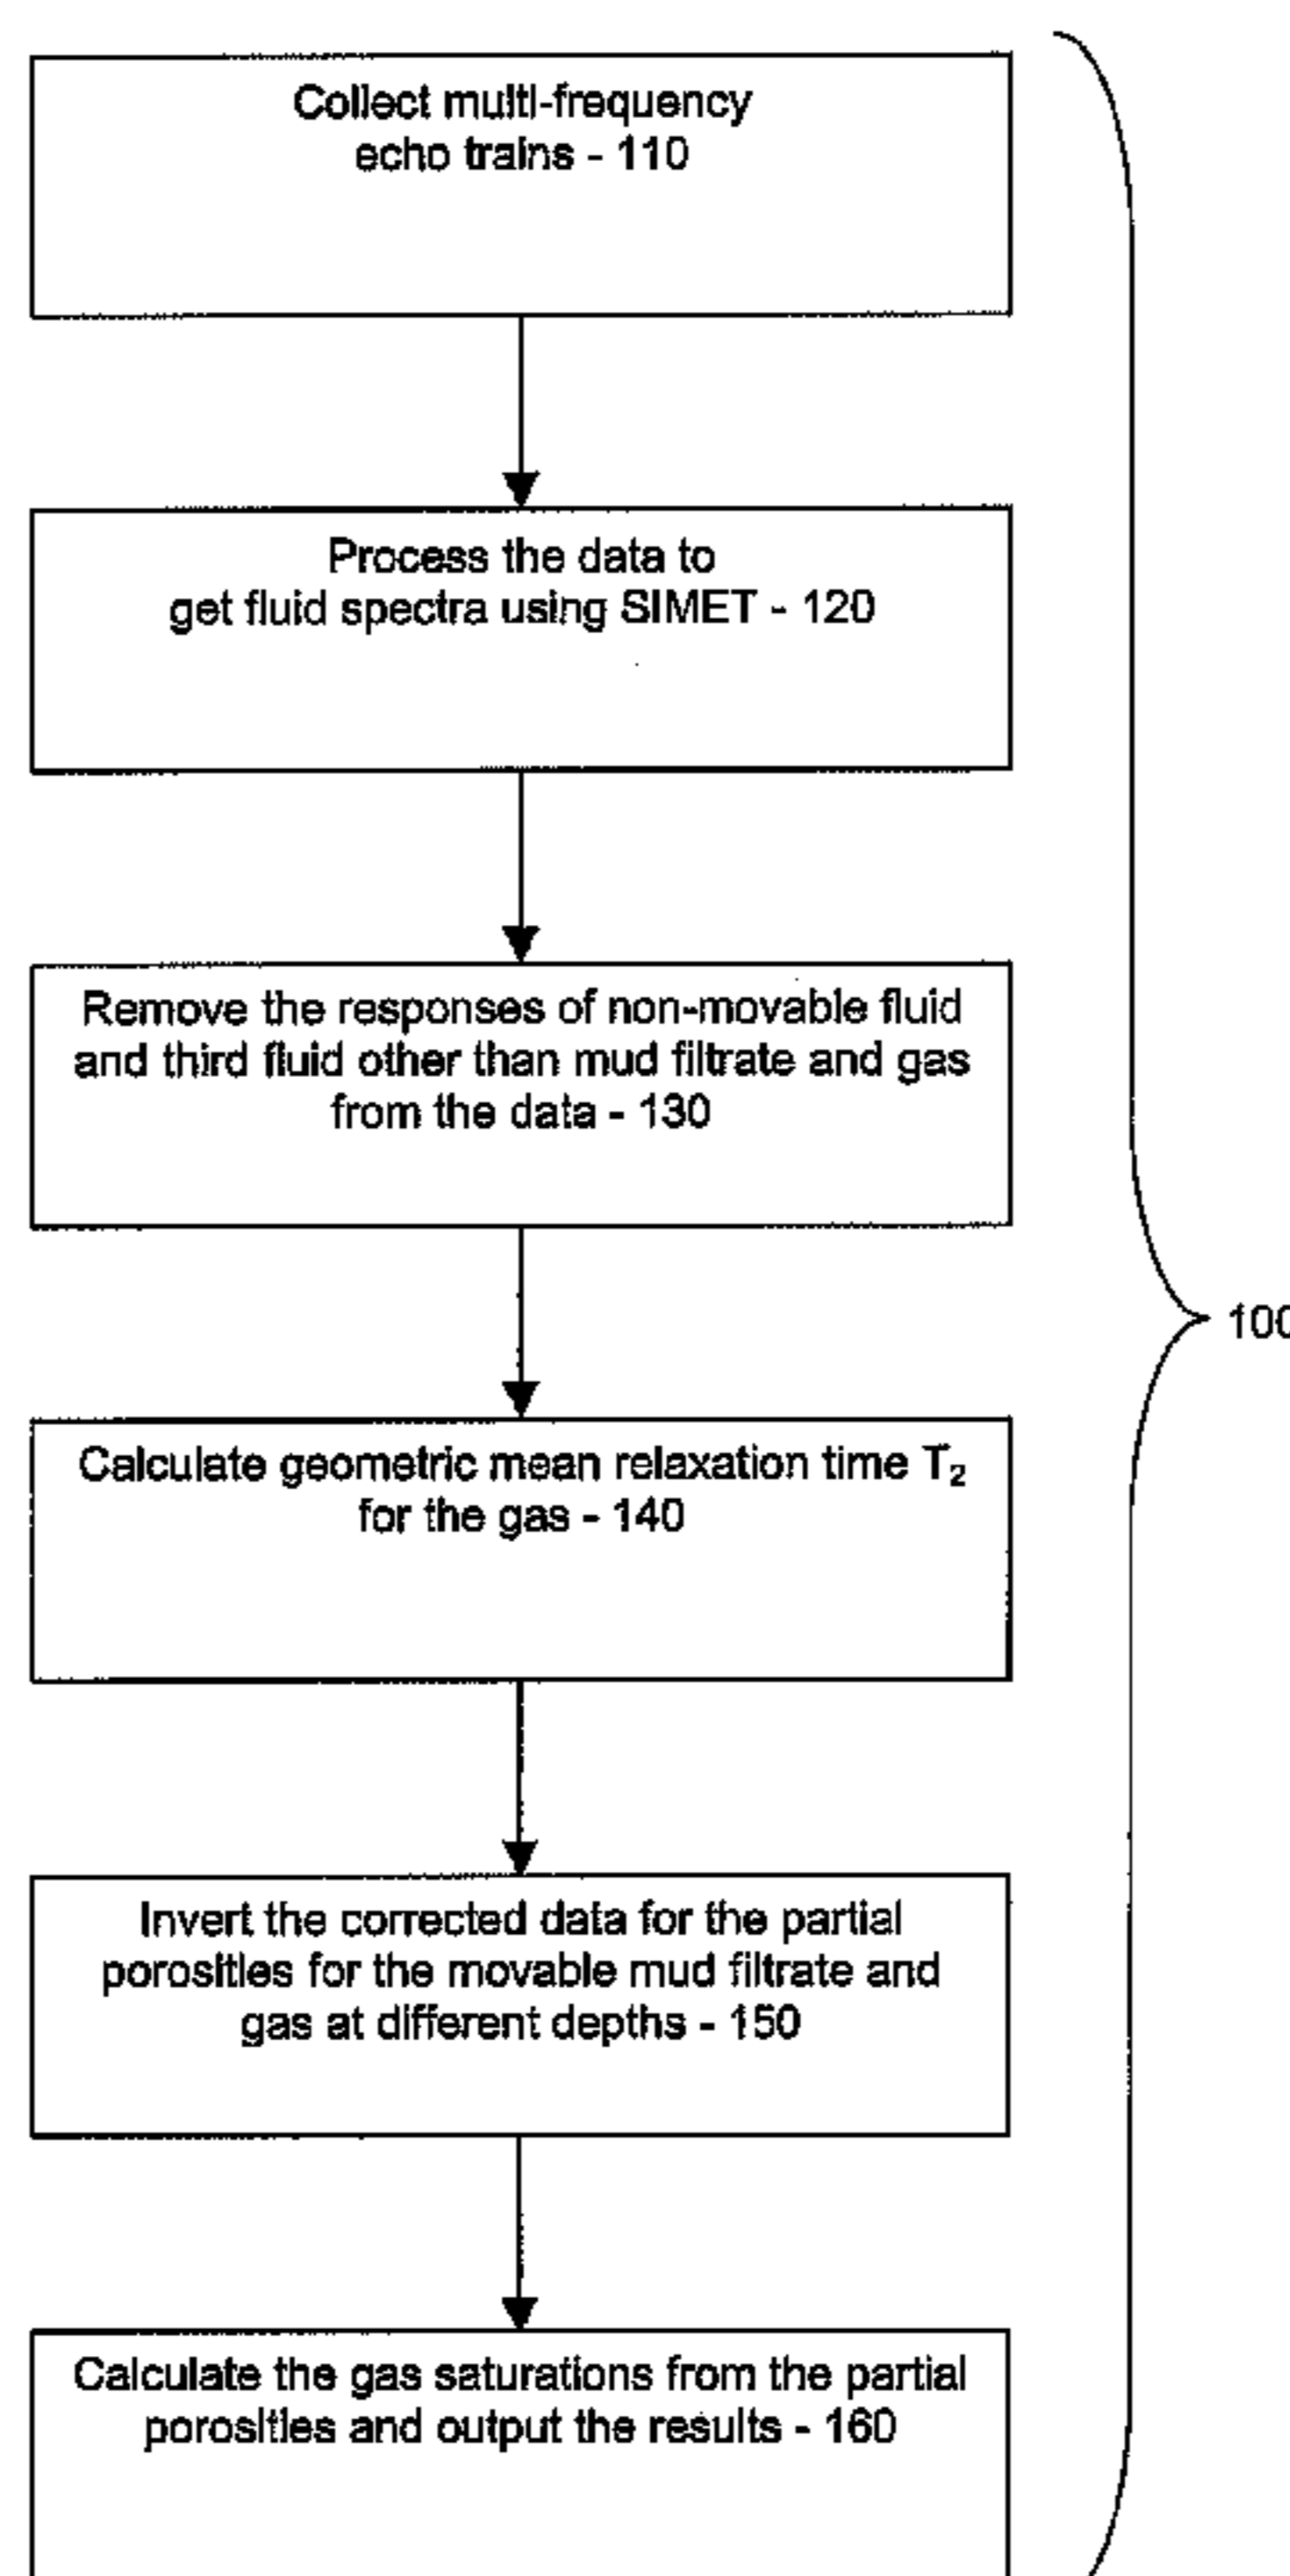 Collect multi-frequency
echo trains - 110
Process the data to
get fluid spectra using SIMET - 120
Remove the responses of non-movable fluid
and third fluid other than mud filtrate and gas
from the data - 130
100
Calculate geometric mean relaxation time T₂
for the gas - 140
Invert the corrected data for the partial
porosities for the movable mud filtrate and
gas at different depths - 150
Calculate the gas saturations from the partial
porosities and output the results - 160